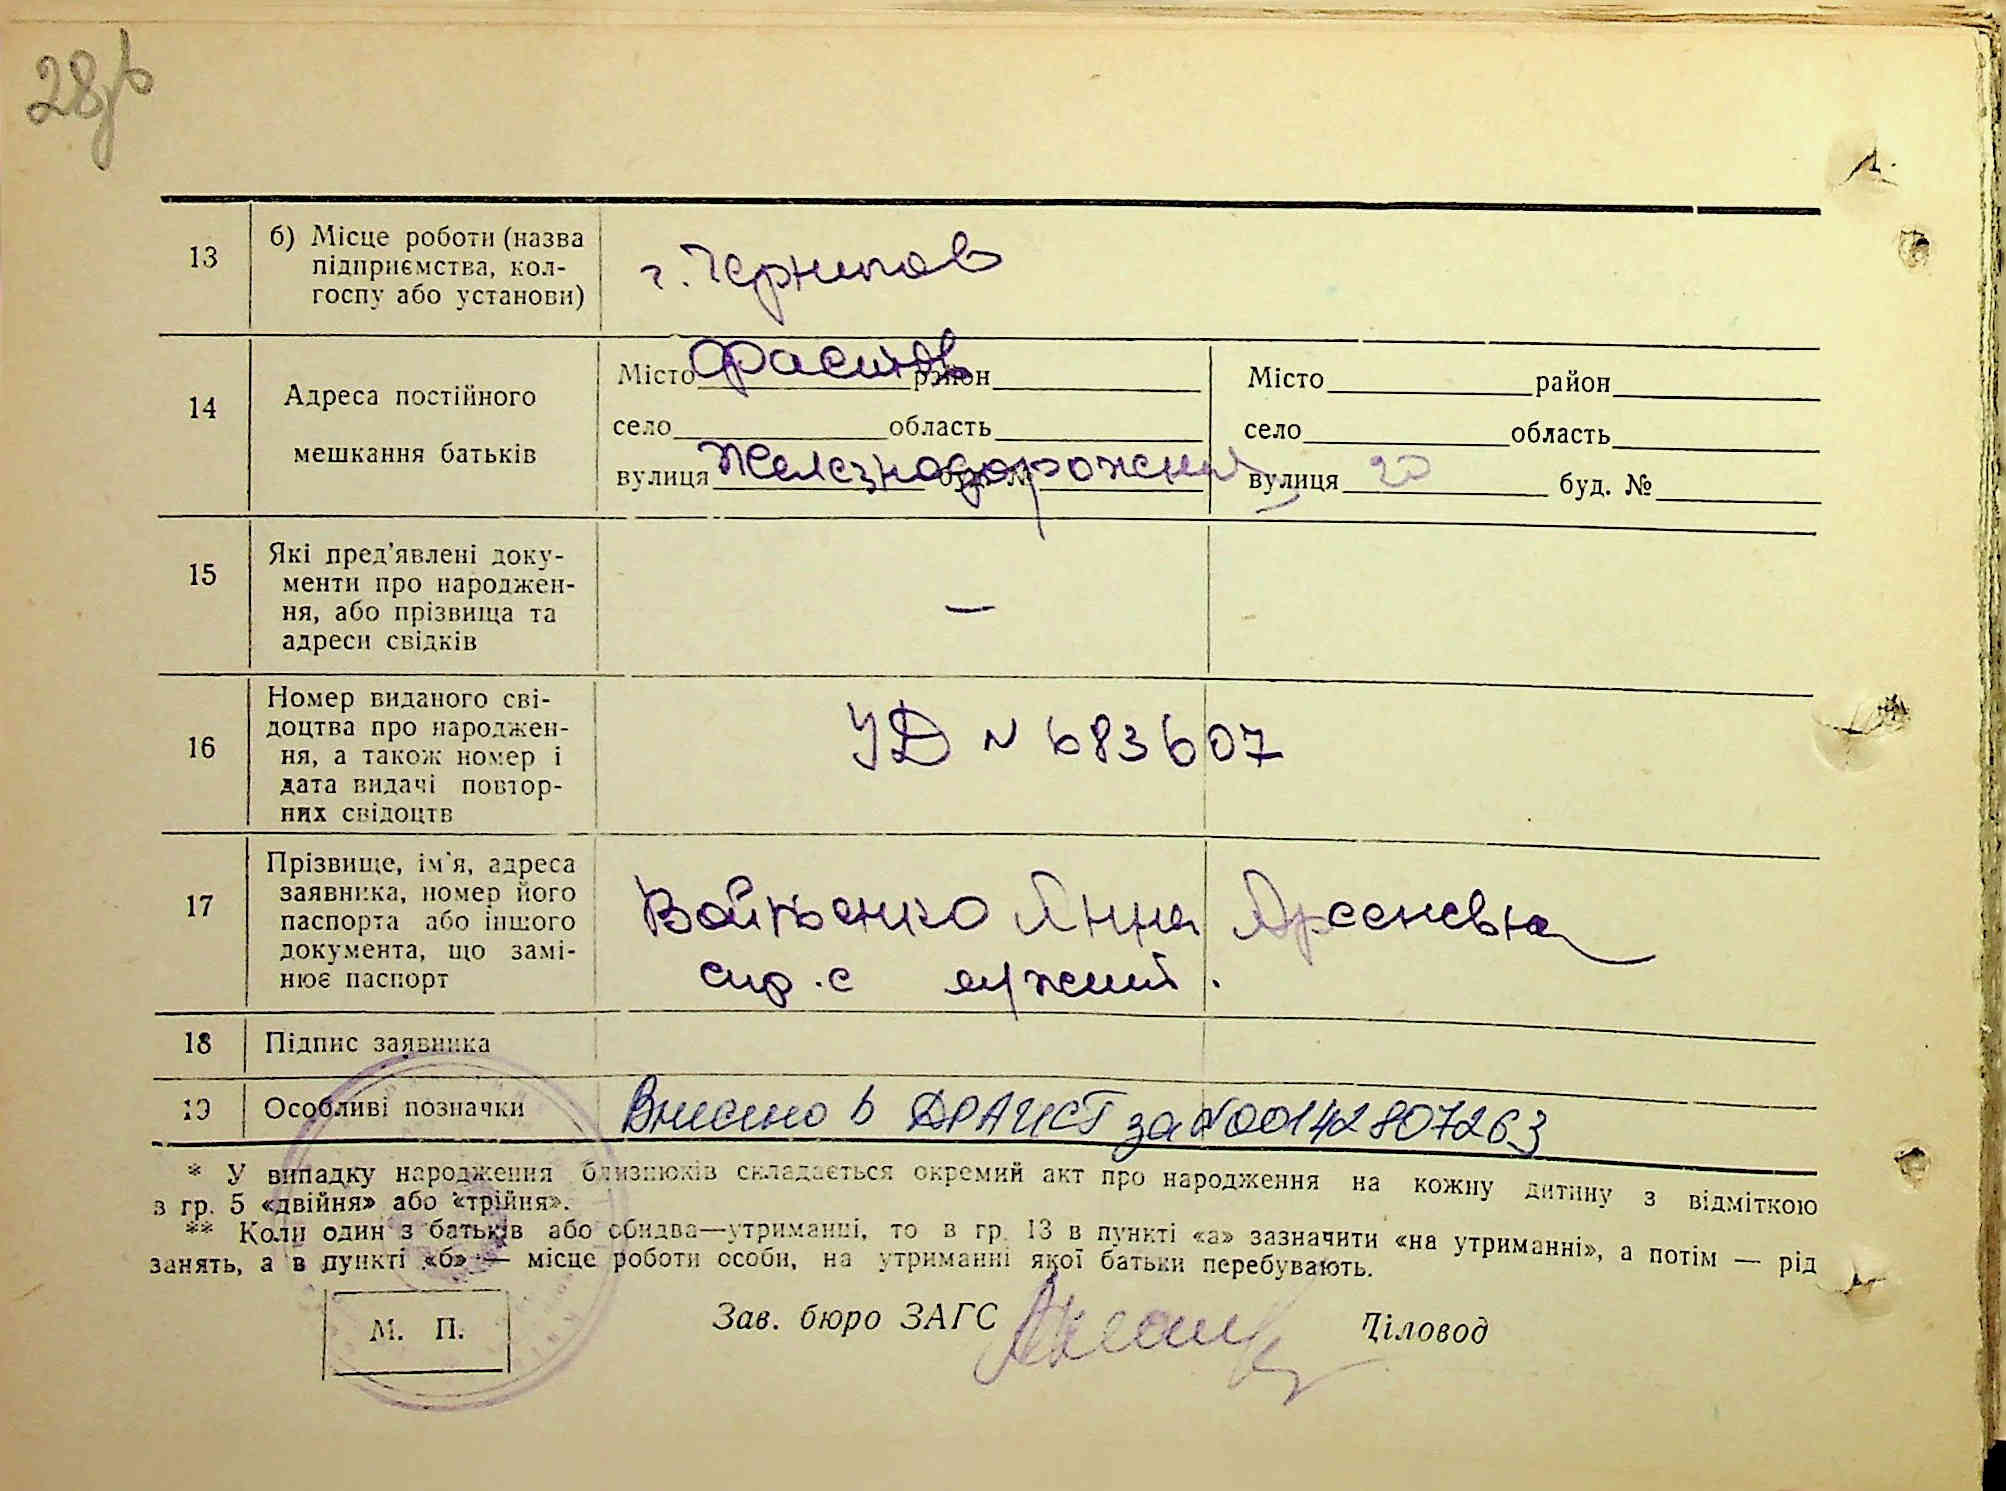 13
б) Місце роботи (назва
підприємства, кол-
госпу або установи)
г. Чернигов
14
Адреса постійного
мешкання батьків
Місто Фастов район
село область
вулиця Железнодорожная буд. №
Місто район
село область
вулиця 20 буд. №
15
Які пред'явлені доку-
менти про народжен-
ня, або прізвища та
адреси свідків
—
16
Номер виданого сві-
доцтва про народжен-
ня, а також номер і
дата видачі повтор-
них свідоцтв
УД № 683607
17
Прізвище, ім'я, адреса
заявника, номер його
паспорта або іншого
документа, що замі-
нює паспорт
Войтенко Анна Арсеневна
спр. с
18
Підпис заявника
19
Особливі позначки
Внесено в ДРАЦСГ за №00142807263
* У випадку народження близнюків складається окремий акт про народження на кожну дитину з відміткою
в гр. 5 «двійня» або «трійня».
** Коли один з батьків або обидва—утриманці, то в гр. 13 в пункті «а» зазначити «на утриманні», а потім — рід
занять, а в пункті «б» — місце роботи особи, на утриманні якої батьки перебувають.
М. П.
Зав. бюро ЗАГС
Діловод